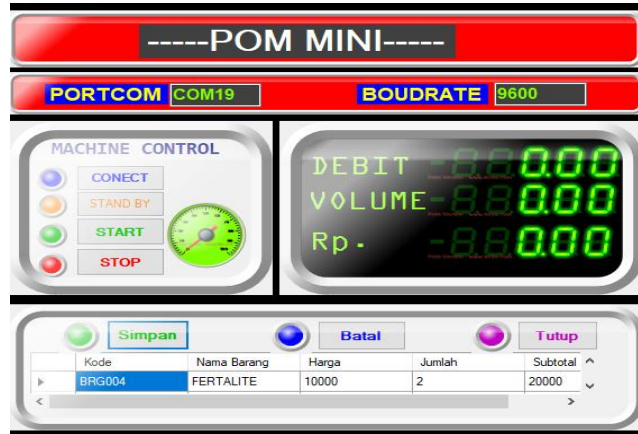 -----POM MINI-----
PORTCOM COM19 BOUDRATE 9600
MACHINE CONTROL
CONECT
STAND BY
START
STOP
DEBIT 0.00
VOLUME 0.00
Rp. 0.00
Simpan Batal Tutup
Kode Nama Barang Harga Jumlah Subtotal
BRG004 FERTALITE 10000 2 20000